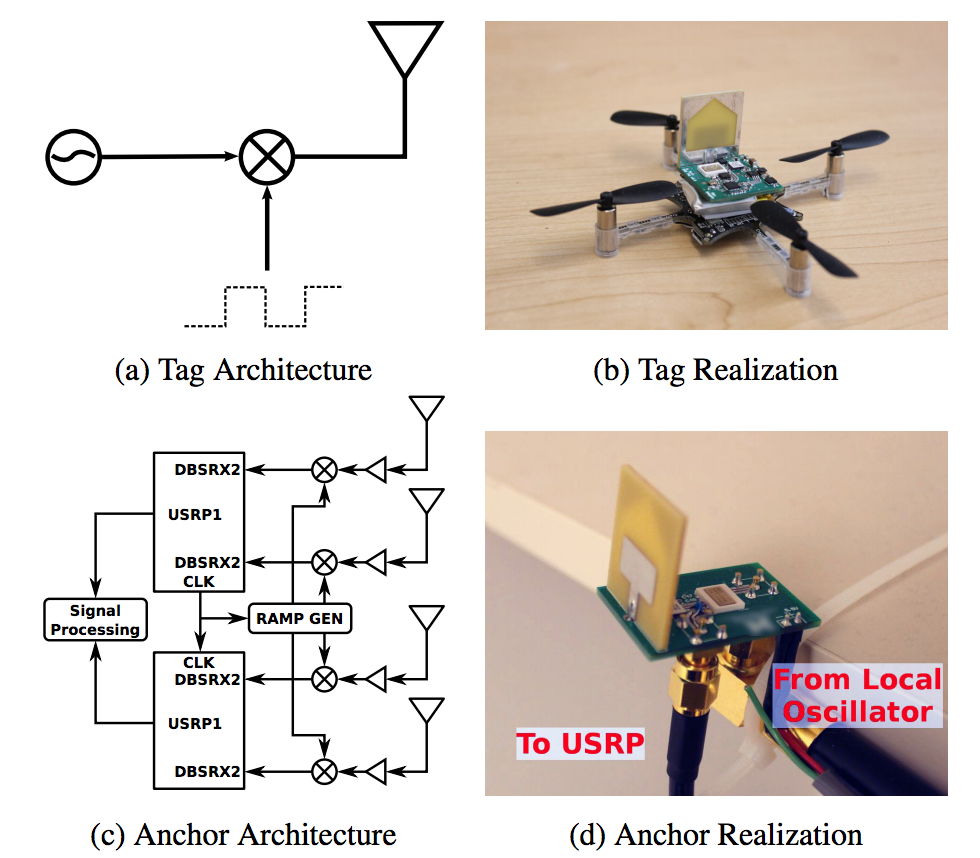 (a) Tag Architecture
(b) Tag Realization
DBSRX2
USRP1
DBSRX2
CLK
Signal
Processing
RAMP GEN
CLK
DBSRX2
USRP1
DBSRX2
From Local
Oscillator
To USRP
(c) Anchor Architecture
(d) Anchor Realization